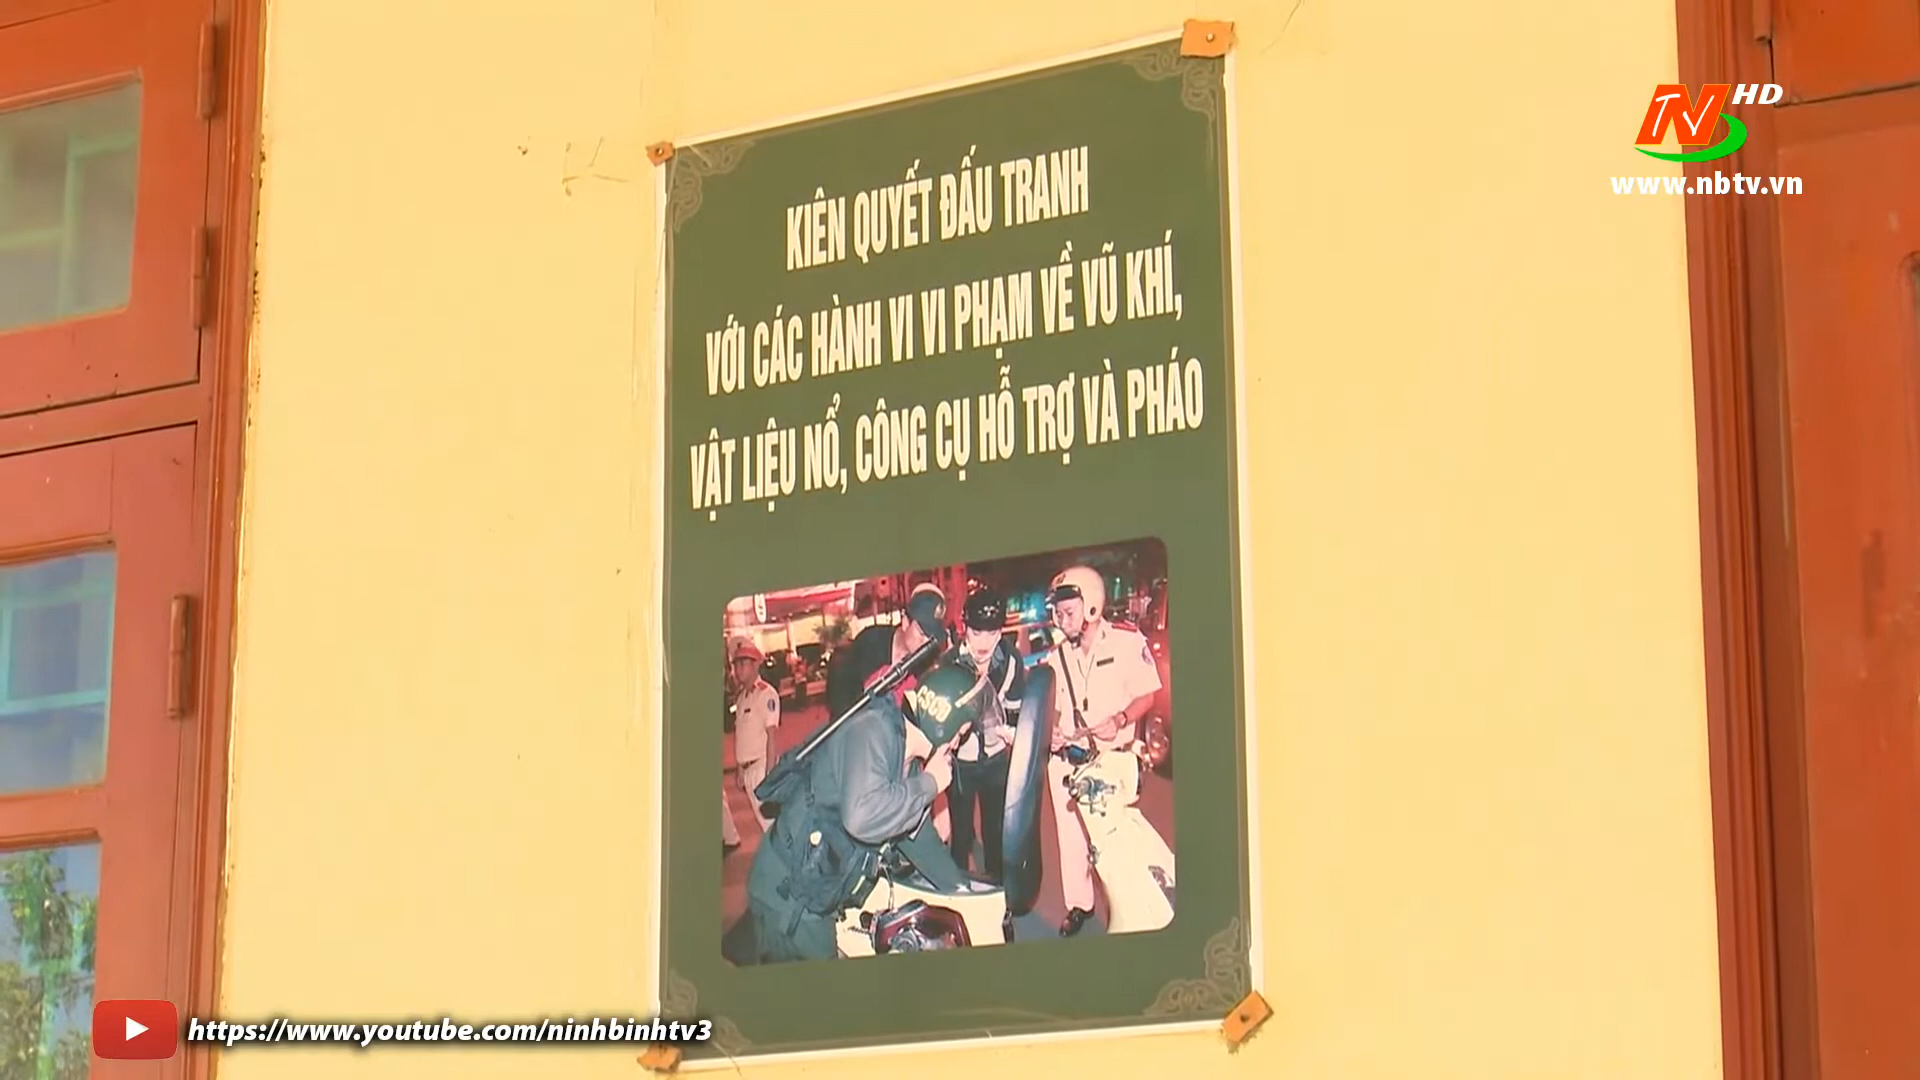 KIÊN QUYẾT ĐẤU TRANH
VỚI CÁC HÀNH VI VI PHẠM VỀ VŨ KHÍ,
VẬT LIỆU NỔ, CÔNG CỤ HỖ TRỢ VÀ PHÁO
CSCĐ
NTV HD
www.nbtv.vn
https://www.youtube.com/ninhbinhtv3